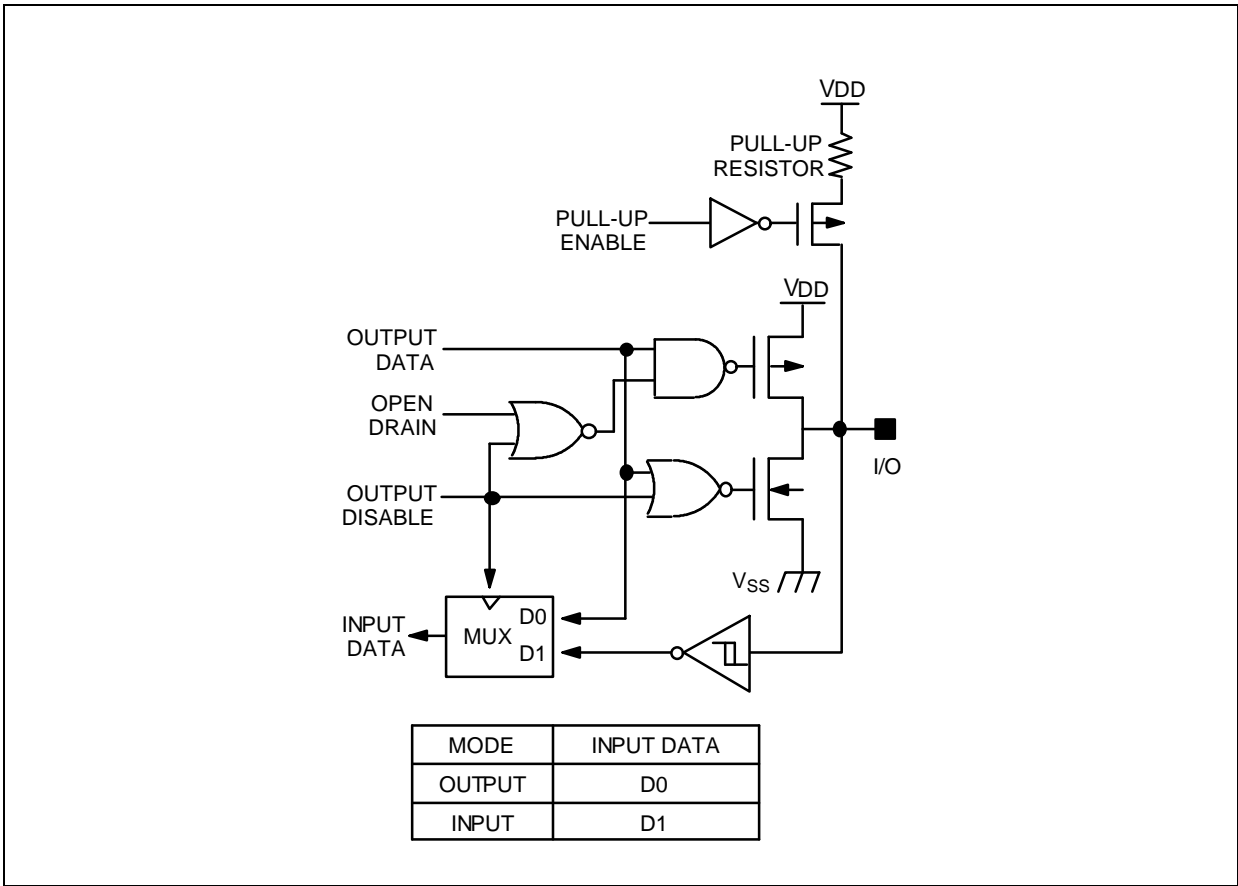 VDD
PULL-UP
RESISTOR
PULL-UP
ENABLE
VDD
OUTPUT
DATA
OPEN
DRAIN
I/O
OUTPUT
DISABLE
VSS
INPUT
DATA
MUX
D0
D1
MODE INPUT DATA
OUTPUT D0
INPUT D1